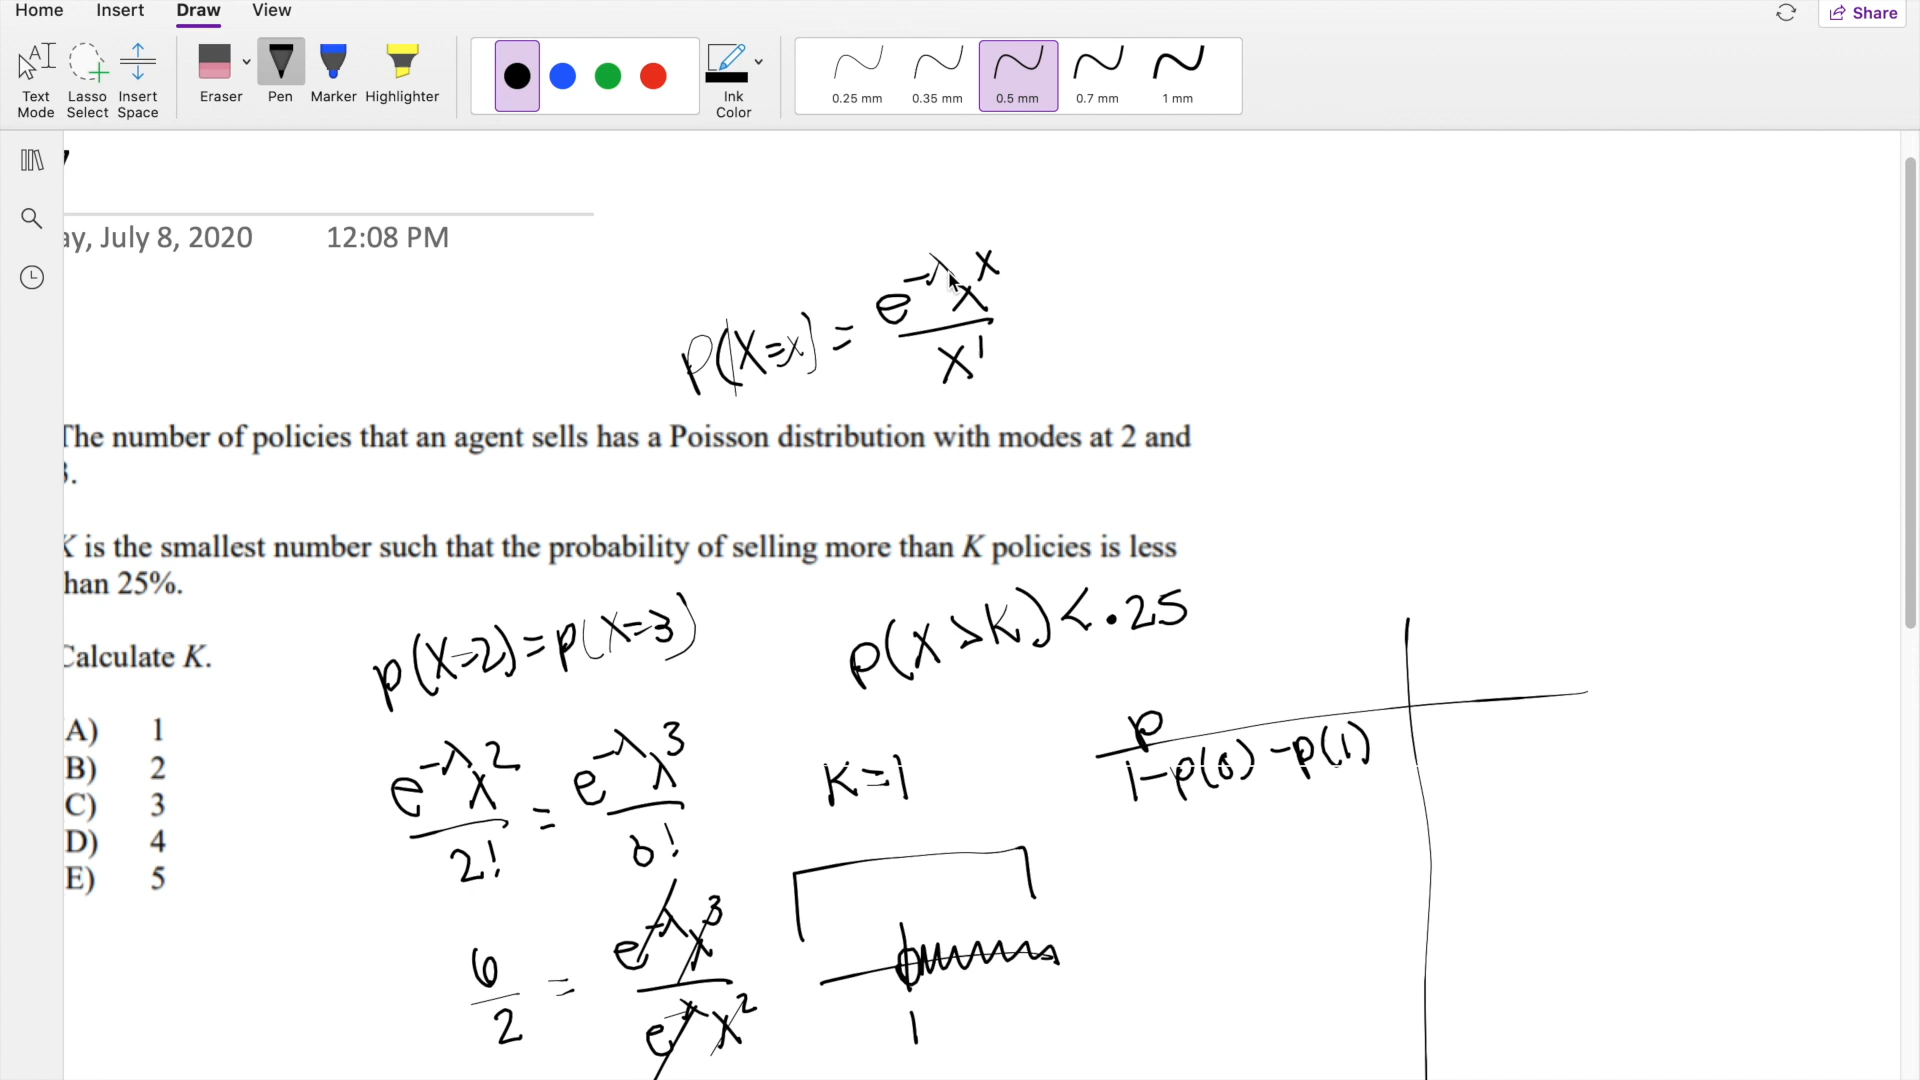 Home Insert Draw View Share
Text Mode Lasso Select Insert Space Eraser Pen Marker Highlighter Ink Color 0.25 mm 0.35 mm 0.5 mm 0.7 mm 1 mm
ay, July 8, 2020 12:08 PM
P(X=x) = e^-λ λ^x / x!
The number of policies that an agent sells has a Poisson distribution with modes at 2 and
3.
K is the smallest number such that the probability of selling more than K policies is less
han 25%.
p(X=2)=p(X=3) p(X>K)<.25
Calculate K.
A) 1
B) 2
C) 3
D) 4
E) 5
e^-λ λ^2 / 2! = e^-λ λ^3 / 6!
K=1
p / 1-p(0)-p(1)
6/2 = e^-λ λ^3 / e^-λ λ^2
1